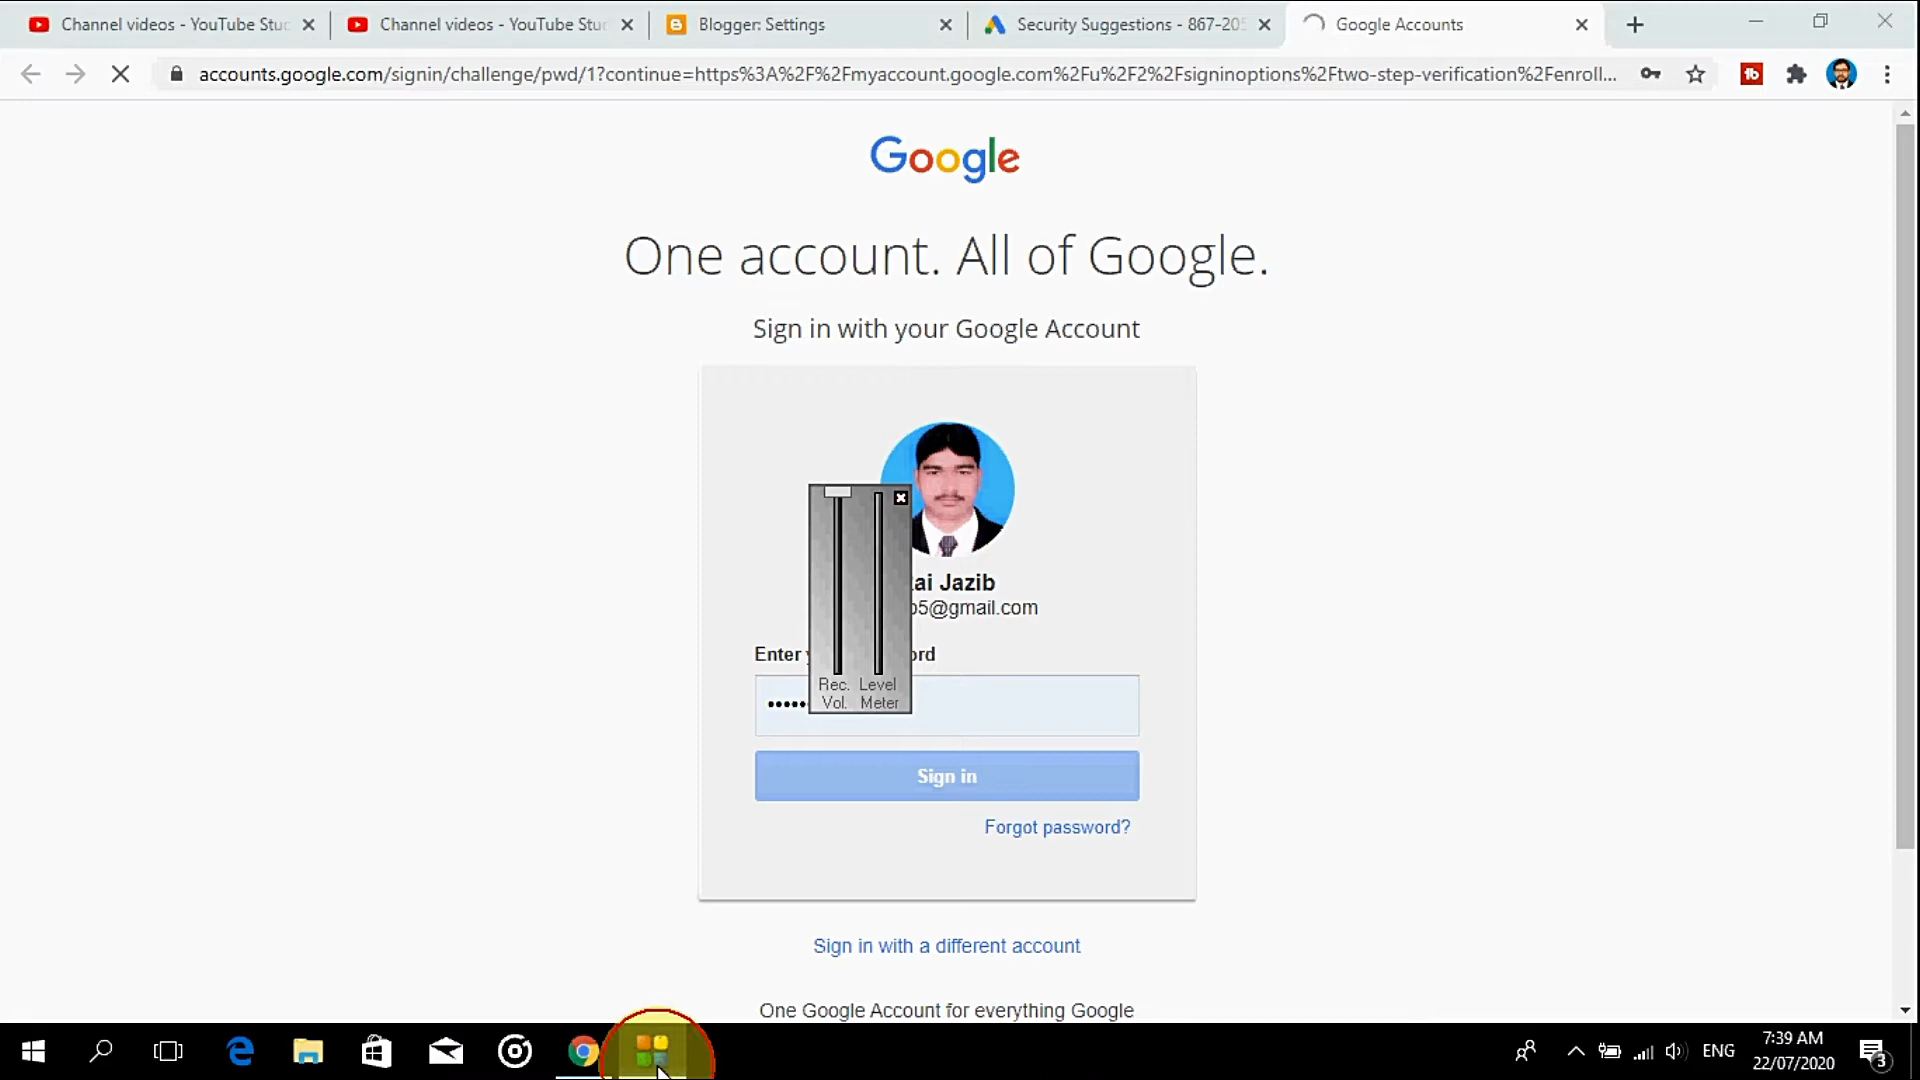 Channel videos - YouTube Stu
Channel videos - YouTube Stu
Blogger: Settings
Security Suggestions - 867-205
Google Accounts
accounts.google.com/signin/challenge/pwd/1?continue=https%3A%2F%2Fmyaccount.google.com%2Fu%2F2%2Fsigninoptions%2Ftwo-step-verification%2Fenroll...
Google
One account. All of Google.
Sign in with your Google Account
ai Jazib
b5@gmail.com
Enter
ord
Rec. Vol.
Level Meter
Sign in
Forgot password?
Sign in with a different account
One Google Account for everything Google
ENG
7:39 AM
22/07/2020
3